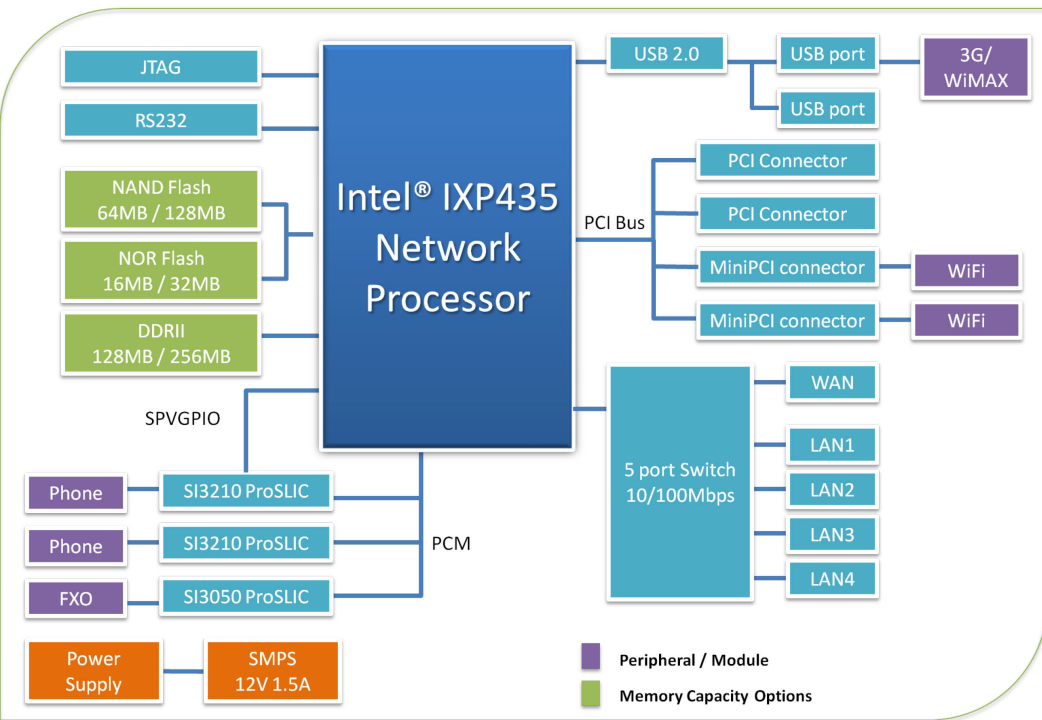 JTAG
RS232
NAND Flash
64MB / 128MB
NOR Flash
16MB / 32MB
DDRII
128MB / 256MB
SPVGPIO
Intel® IXP435
Network
Processor
USB 2.0
USB port
USB port
3G/
WiMAX
PCI Bus
PCI Connector
PCI Connector
MiniPCI connector
WiFi
MiniPCI connector
WiFi
5 port Switch
10/100Mbps
WAN
LAN1
LAN2
LAN3
LAN4
Phone
SI3210 ProSLIC
Phone
SI3210 ProSLIC
FXO
SI3050 ProSLIC
PCM
Power
Supply
SMPS
12V 1.5A
Peripheral / Module
Memory Capacity Options